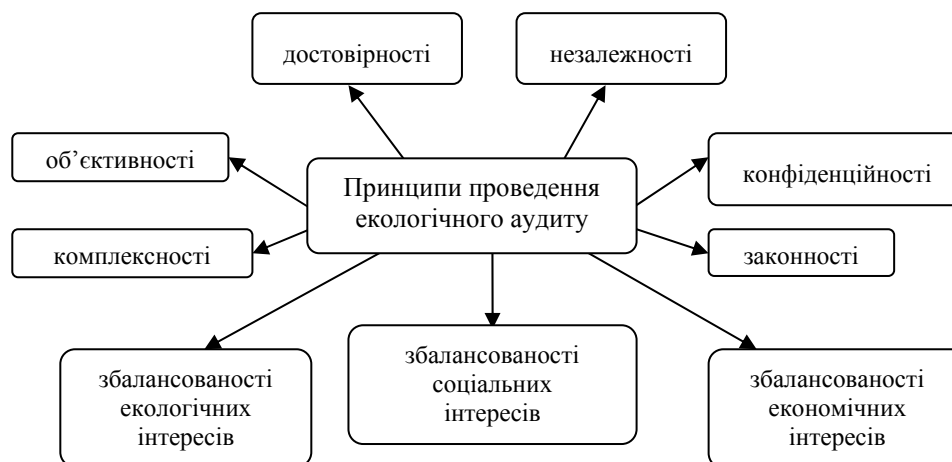 достовірності
незалежності
об’єктивності
Принципи проведення
екологічного аудиту
конфіденційності
комплексності
законності
збалансованості
екологічних
інтересів
збалансованості
соціальних
інтересів
збалансованості
економічних
інтересів